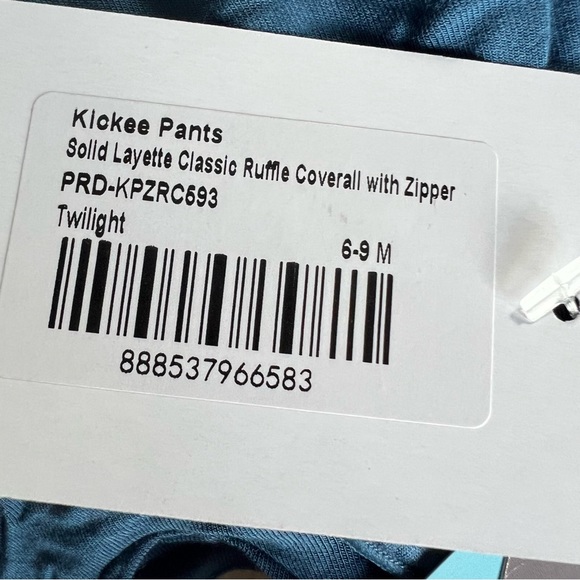 Kickee Pants
Solid Layette Classic Ruffle Coverall with Zipper
PRD-KPZRC593
Twilight
6-9 M
888537966583